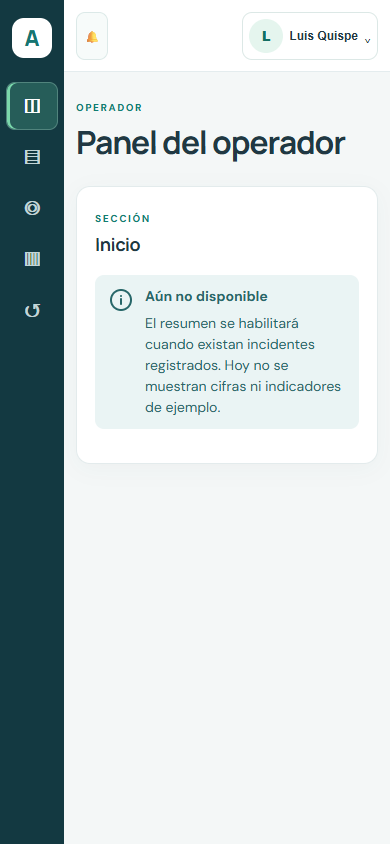 A
L
Luis Quispe
OPERADOR
Panel del operador
SECCIÓN
Inicio
Aún no disponible
El resumen se habilitará
cuando existan incidentes
registrados. Hoy no se
muestran cifras ni indicadores
de ejemplo.